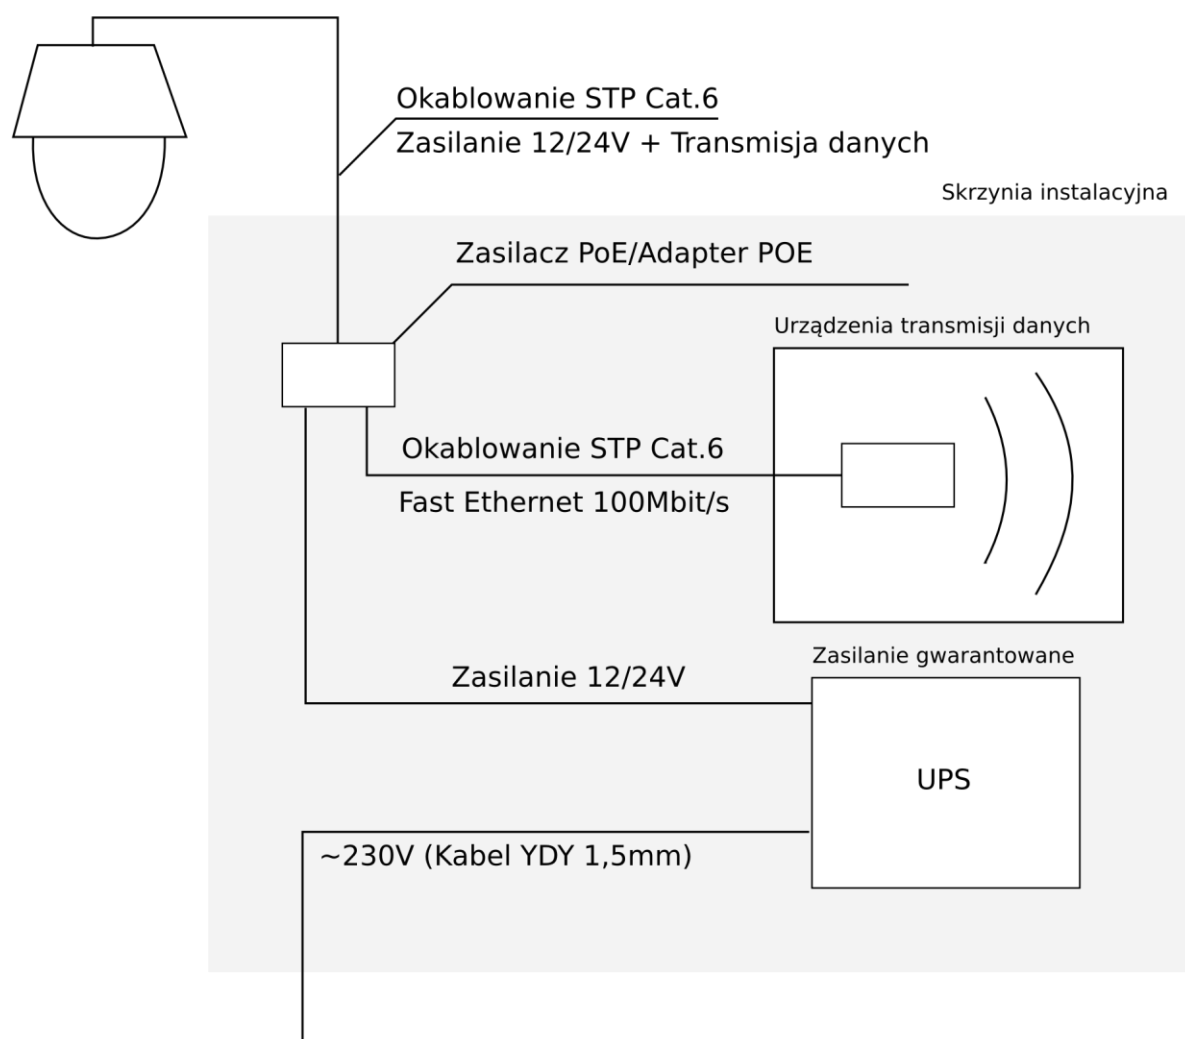 Okablowanie STP Cat.6
Zasilanie 12/24V + Transmisja danych
Skrzynia instalacyjna
Zasilacz PoE/Adapter POE
Urządzenia transmisji danych
Okablowanie STP Cat.6
Fast Ethernet 100Mbit/s
Zasilanie gwarantowane
Zasilanie 12/24V
UPS
~230V (Kabel YDY 1,5mm)